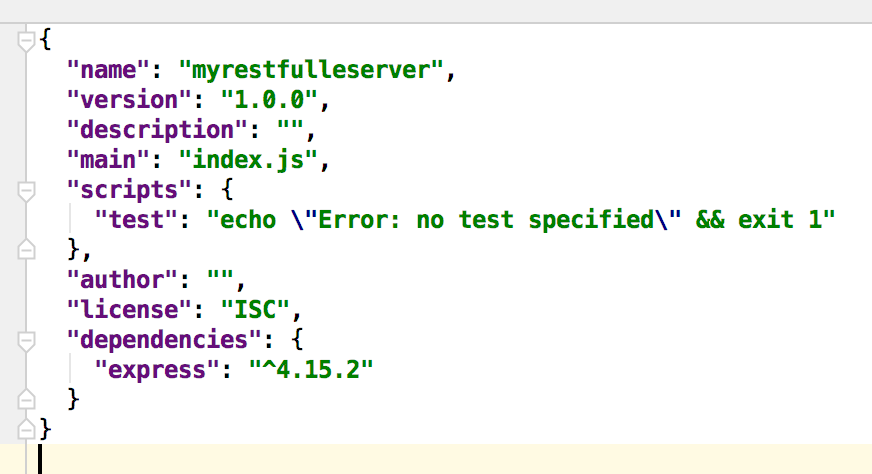 {
  "name": "myrestfulleserver",
  "version": "1.0.0",
  "description": "",
  "main": "index.js",
  "scripts": {
    "test": "echo \"Error: no test specified\" && exit 1"
  },
  "author": "",
  "license": "ISC",
  "dependencies": {
    "express": "^4.15.2"
  }
}